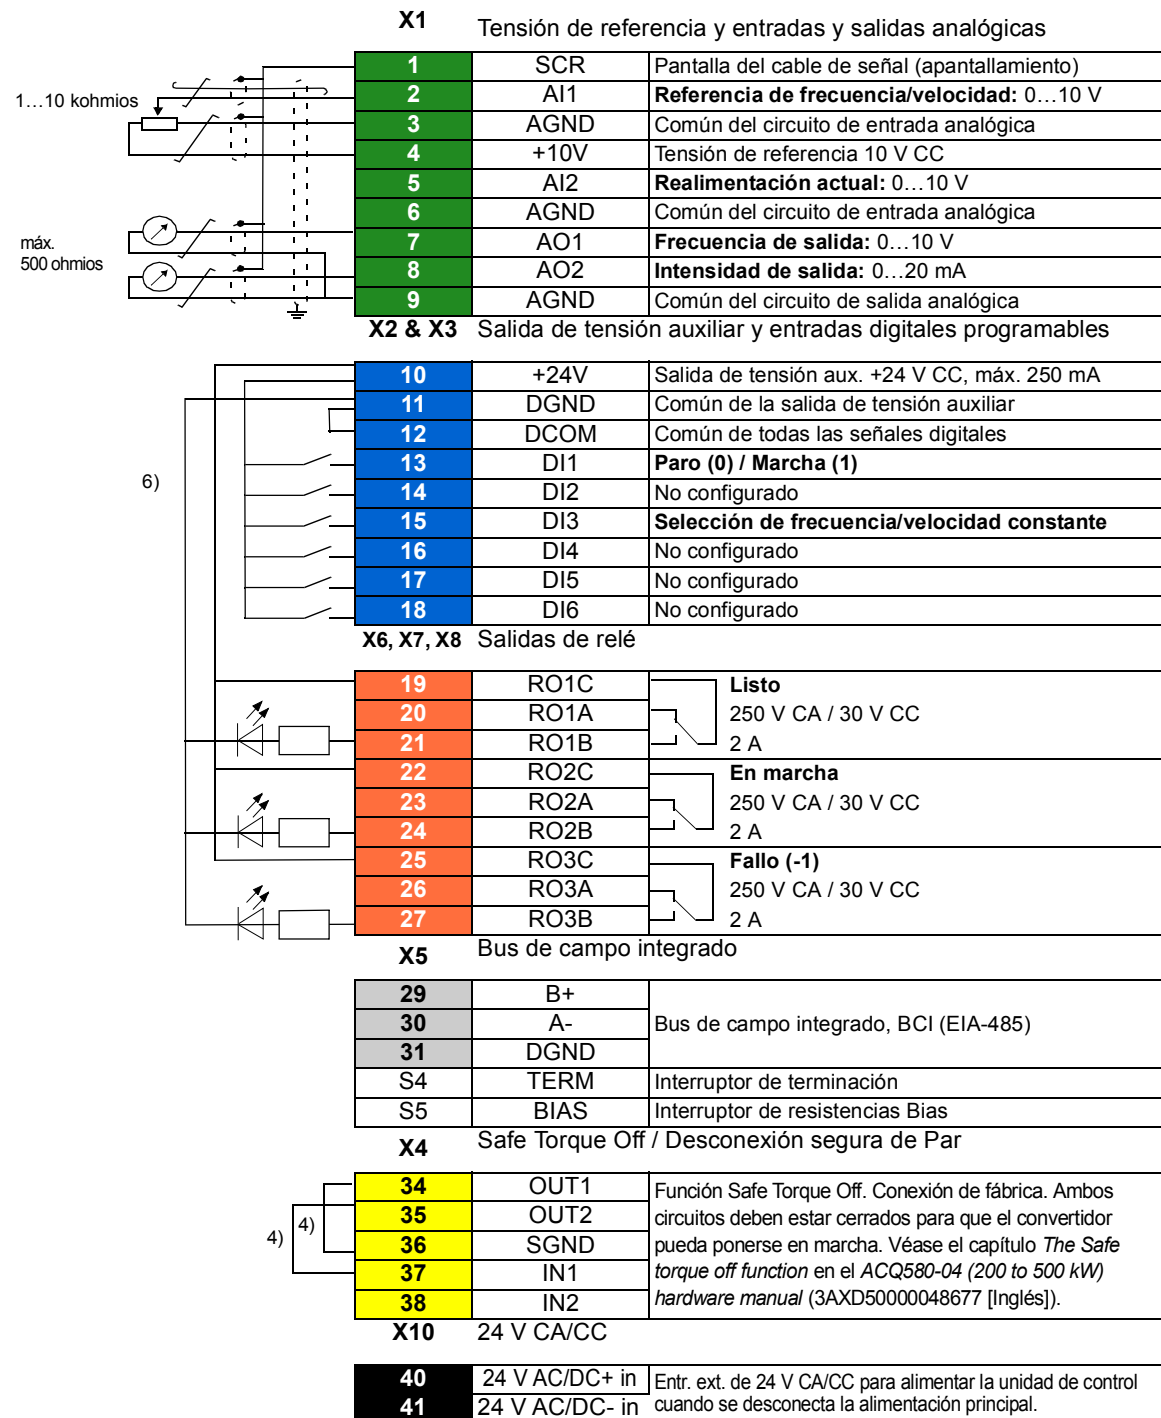 X1 Tensión de referencia y entradas y salidas analógicas
1 SCR Pantalla del cable de señal (apantallamiento)
1…10 kohmios 2 AI1 Referencia de frecuencia/velocidad: 0…10 V
3 AGND Común del circuito de entrada analógica
4 +10V Tensión de referencia 10 V CC
5 AI2 Realimentación actual: 0…10 V
6 AGND Común del circuito de entrada analógica
máx. 7 AO1 Frecuencia de salida: 0…10 V
500 ohmios 8 AO2 Intensidad de salida: 0…20 mA
9 AGND Común del circuito de salida analógica
X2 & X3 Salida de tensión auxiliar y entradas digitales programables
10 +24V Salida de tensión aux. +24 V CC, máx. 250 mA
11 DGND Común de la salida de tensión auxiliar
12 DCOM Común de todas las señales digitales
13 DI1 Paro (0) / Marcha (1)
6) 14 DI2 No configurado
15 DI3 Selección de frecuencia/velocidad constante
16 DI4 No configurado
17 DI5 No configurado
18 DI6 No configurado
X6, X7, X8 Salidas de relé
19 RO1C Listo
20 RO1A 250 V CA / 30 V CC
21 RO1B 2 A
22 RO2C En marcha
23 RO2A 250 V CA / 30 V CC
24 RO2B 2 A
25 RO3C Fallo (-1)
26 RO3A 250 V CA / 30 V CC
27 RO3B 2 A
X5 Bus de campo integrado
29 B+
30 A- Bus de campo integrado, BCI (EIA-485)
31 DGND
S4 TERM Interruptor de terminación
S5 BIAS Interruptor de resistencias Bias
X4 Safe Torque Off / Desconexión segura de Par
34 OUT1 Función Safe Torque Off. Conexión de fábrica. Ambos
4) 4) 35 OUT2 circuitos deben estar cerrados para que el convertidor
36 SGND pueda ponerse en marcha. Véase el capítulo The Safe
37 IN1 torque off function en el ACQ580-04 (200 to 500 kW)
38 IN2 hardware manual (3AXD50000048677 [Inglés]).
X10 24 V CA/CC
40 24 V AC/DC+ in Entr. ext. de 24 V CA/CC para alimentar la unidad de control
41 24 V AC/DC- in cuando se desconecta la alimentación principal.